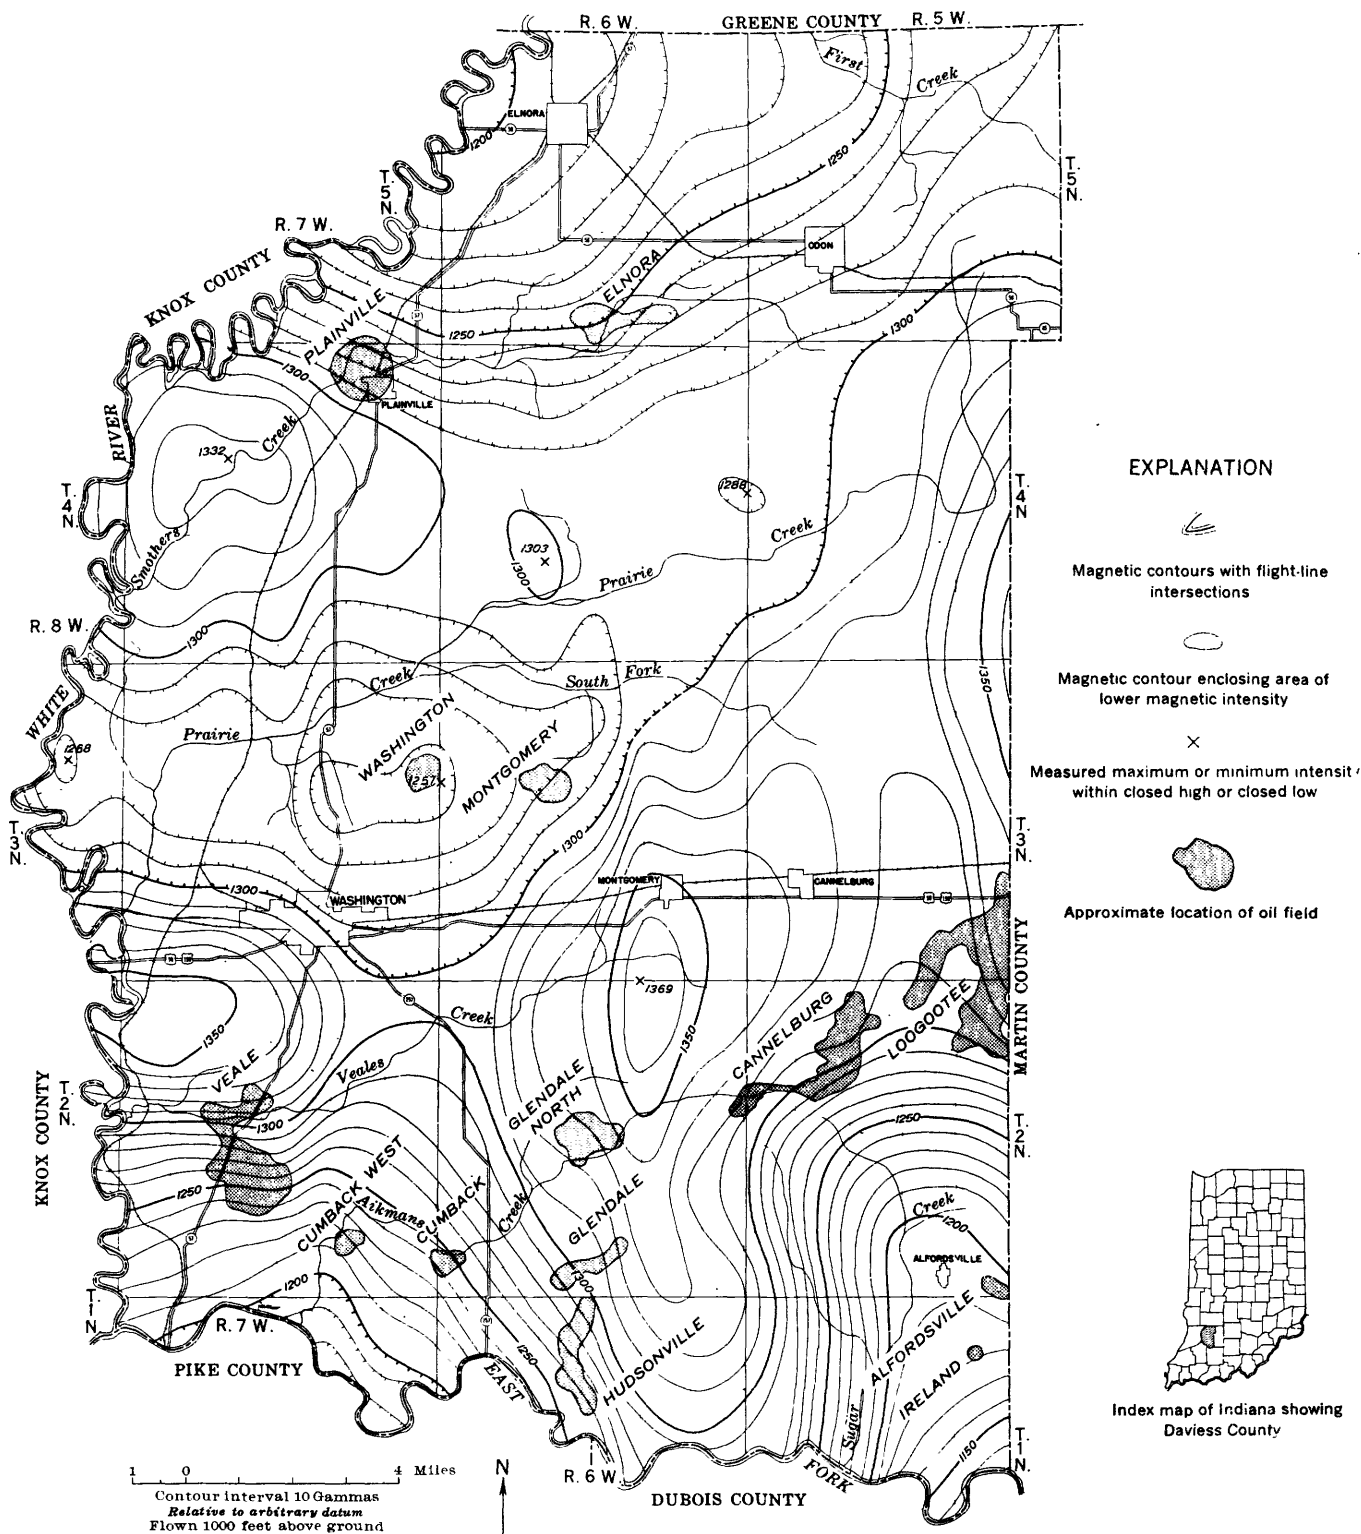 R. 6 W.
GREENE COUNTY
R. 5 W.
First
Creek
ELNORA
1200
1250
T.
5
N.
T.
5
N.
R. 7 W.
KNOX COUNTY
ODON
ELNORA
PLAINVILLE
1250
1300
1300
PLAINVILLE
RIVER
Creek
1332
T.
4
N.
1288
T.
4
N
Creek
1303
1300
Smothers
Prairie
R. 8 W.
1300
Creek
South
Fork
1350
WHITE
Prairie
1268
WASHINGTON
MONTGOMERY
1257
T.
3
N.
T.
3
N.
1300
1300
WASHINGTON
MONTGOMERY
CANNELBURG
1369
Creek
1350
1350
CANNELBURG
LOOGOOTEE
MARTIN COUNTY
VEALE
Veales
KNOX COUNTY
T.
2
N.
GLENDALE
NORTH
1300
1250
T.
2
N.
1250
CUMBACK WEST
Aikmans
CUMBACK
Creek
GLENDALE
Creek
1200
ALFORDSVILLE
1200
1300
T.
1
N
R. 7 W.
PIKE COUNTY
1250
EAST
HUDSONVILLE
ALFORDSVILLE
IRELAND
Sugar
1150
T.
1
N.
R. 6 W.
FORK
DUBOIS COUNTY
EXPLANATION
Magnetic contours with flight-line
intersections
Magnetic contour enclosing area of
lower magnetic intensity
Measured maximum or minimum intensit
within closed high or closed low
Approximate location of oil field
Index map of Indiana showing
Daviess County
1 0 4 Miles
N
Contour interval 10 Gammas
Relative to arbitrary datum
Flown 1000 feet above ground